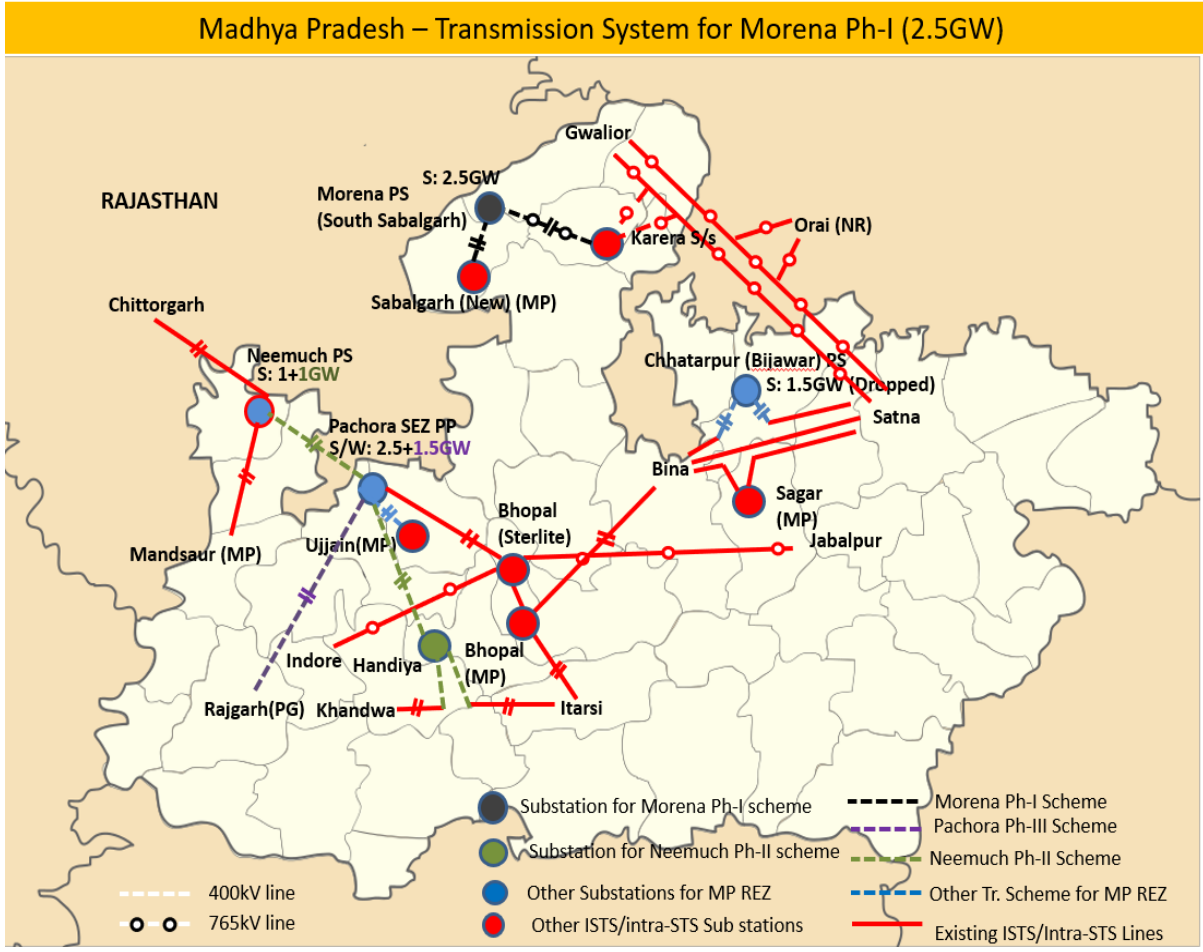 Madhya Pradesh – Transmission System for Morena Ph-I (2.5GW)
Gwalior
S: 2.5GW
RAJASTHAN
Morena PS
(South Sabalgarh)
Orai (NR)
Karera S/s
Sabalgarh (New) (MP)
Chittorgarh
Neemuch PS
S: 1+1GW
Chhatarpur (Bijawar) PS
S: 1.5GW (Dropped)
Satna
Pachora SEZ PP
S/W: 2.5+1.5GW
Bina
Sagar
(MP)
Bhopal
(Sterlite)
Ujjain(MP)
Jabalpur
Mandsaur (MP)
Indore
Handiya
Bhopal
(MP)
Rajgarh(PG)
Khandwa
Itarsi
Substation for Morena Ph-I scheme
Morena Ph-I Scheme
Pachora Ph-III Scheme
Substation for Neemuch Ph-II scheme
Neemuch Ph-II Scheme
400kV line
Other Substations for MP REZ
Other Tr. Scheme for MP REZ
765kV line
Other ISTS/intra-STS Sub stations
Existing ISTS/Intra-STS Lines